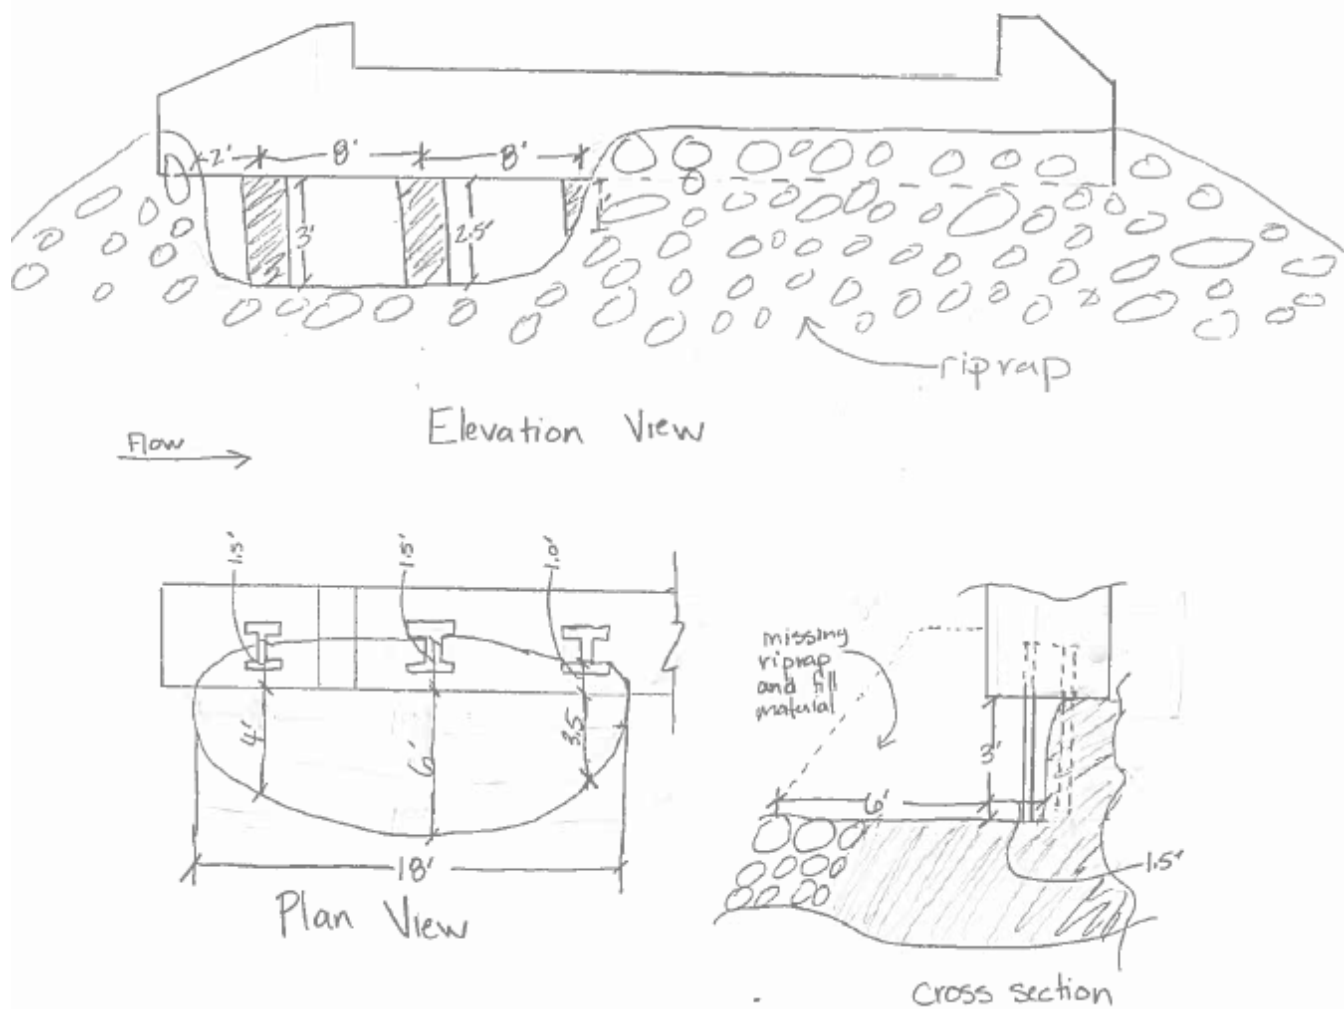 2' 8' 8'
3' 2.5' 1'
riprap
Elevation View
Flow
1.5' 1.5' 1.0'
4' 6' 3.5
18'
Plan View
missing
riprap
and fill
material
3'
6'
1.5'
cross section